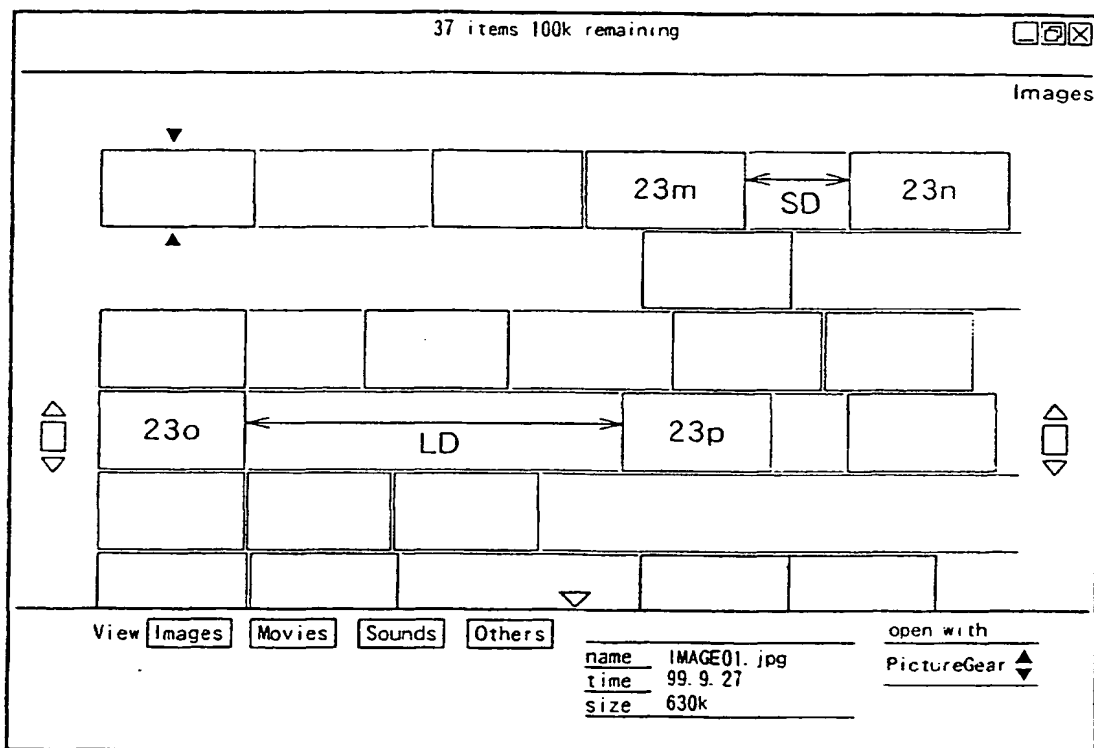 37 items 100k remaining
Images
23m SD 23n
23o LD 23p
View Images Movies Sounds Others
open with
name IMAGE01. jpg
PictureGear
time 99. 9. 27
size 630k